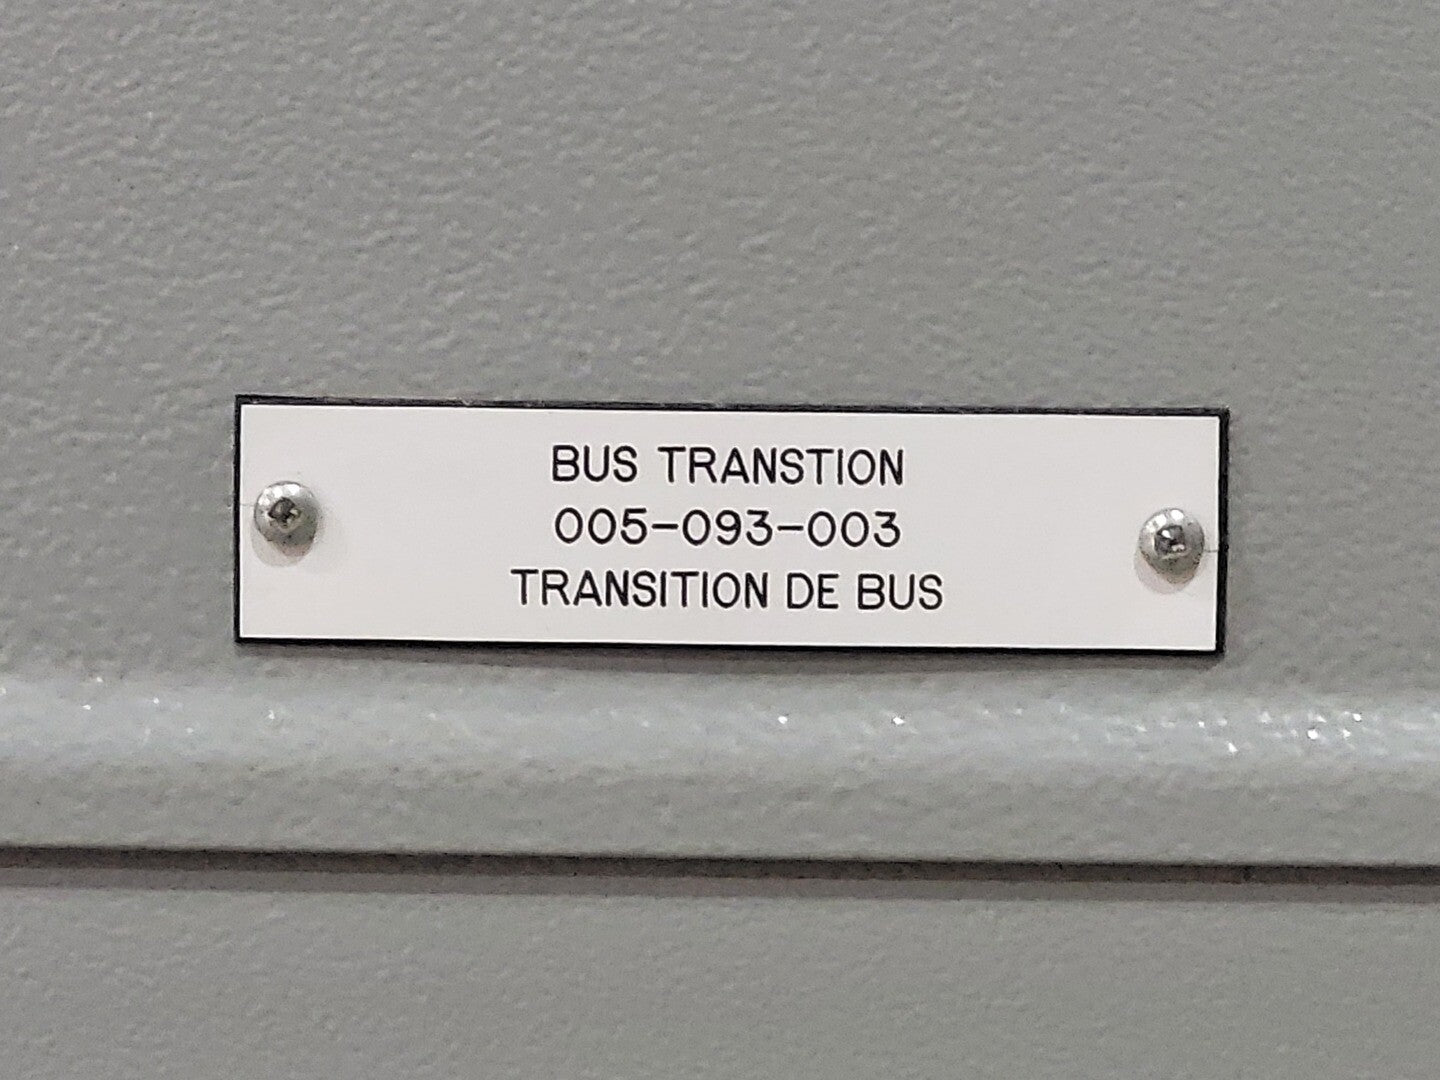 BUS TRANSTION
005-093-003
TRANSITION DE BUS